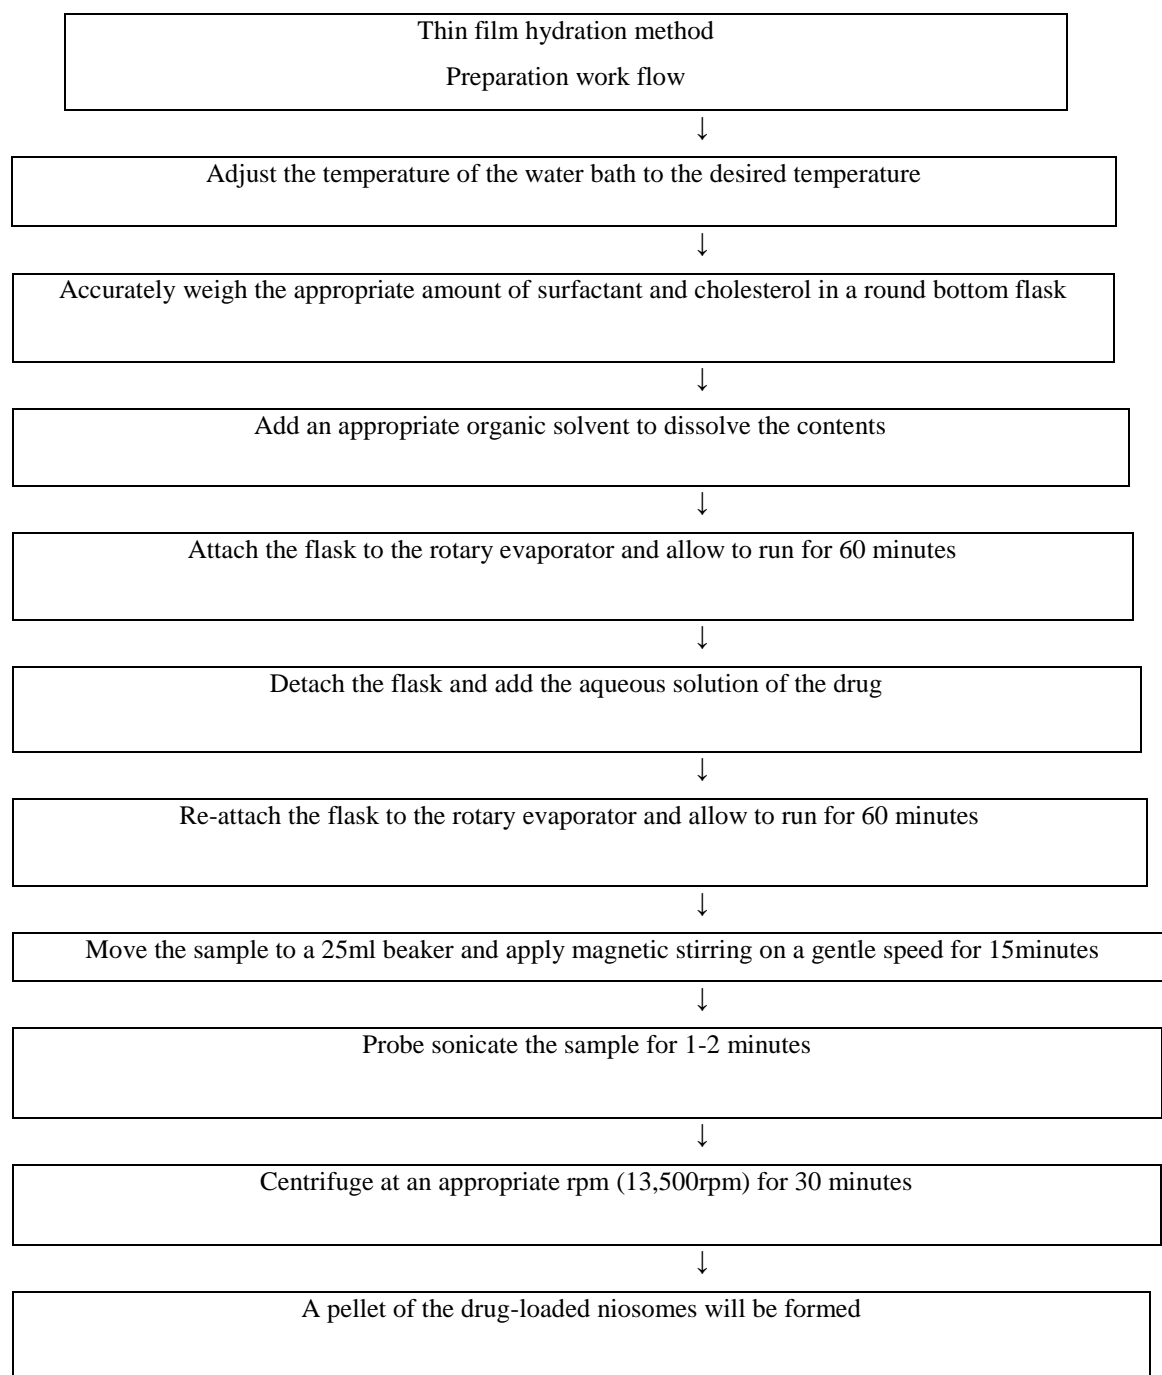 Thin film hydration method
Preparation work flow
↓
Adjust the temperature of the water bath to the desired temperature
↓
Accurately weigh the appropriate amount of surfactant and cholesterol in a round bottom flask
↓
Add an appropriate organic solvent to dissolve the contents
↓
Attach the flask to the rotary evaporator and allow to run for 60 minutes
↓
Detach the flask and add the aqueous solution of the drug
↓
Re-attach the flask to the rotary evaporator and allow to run for 60 minutes
↓
Move the sample to a 25ml beaker and apply magnetic stirring on a gentle speed for 15minutes
↓
Probe sonicate the sample for 1-2 minutes
↓
Centrifuge at an appropriate rpm (13,500rpm) for 30 minutes
↓
A pellet of the drug-loaded niosomes will be formed